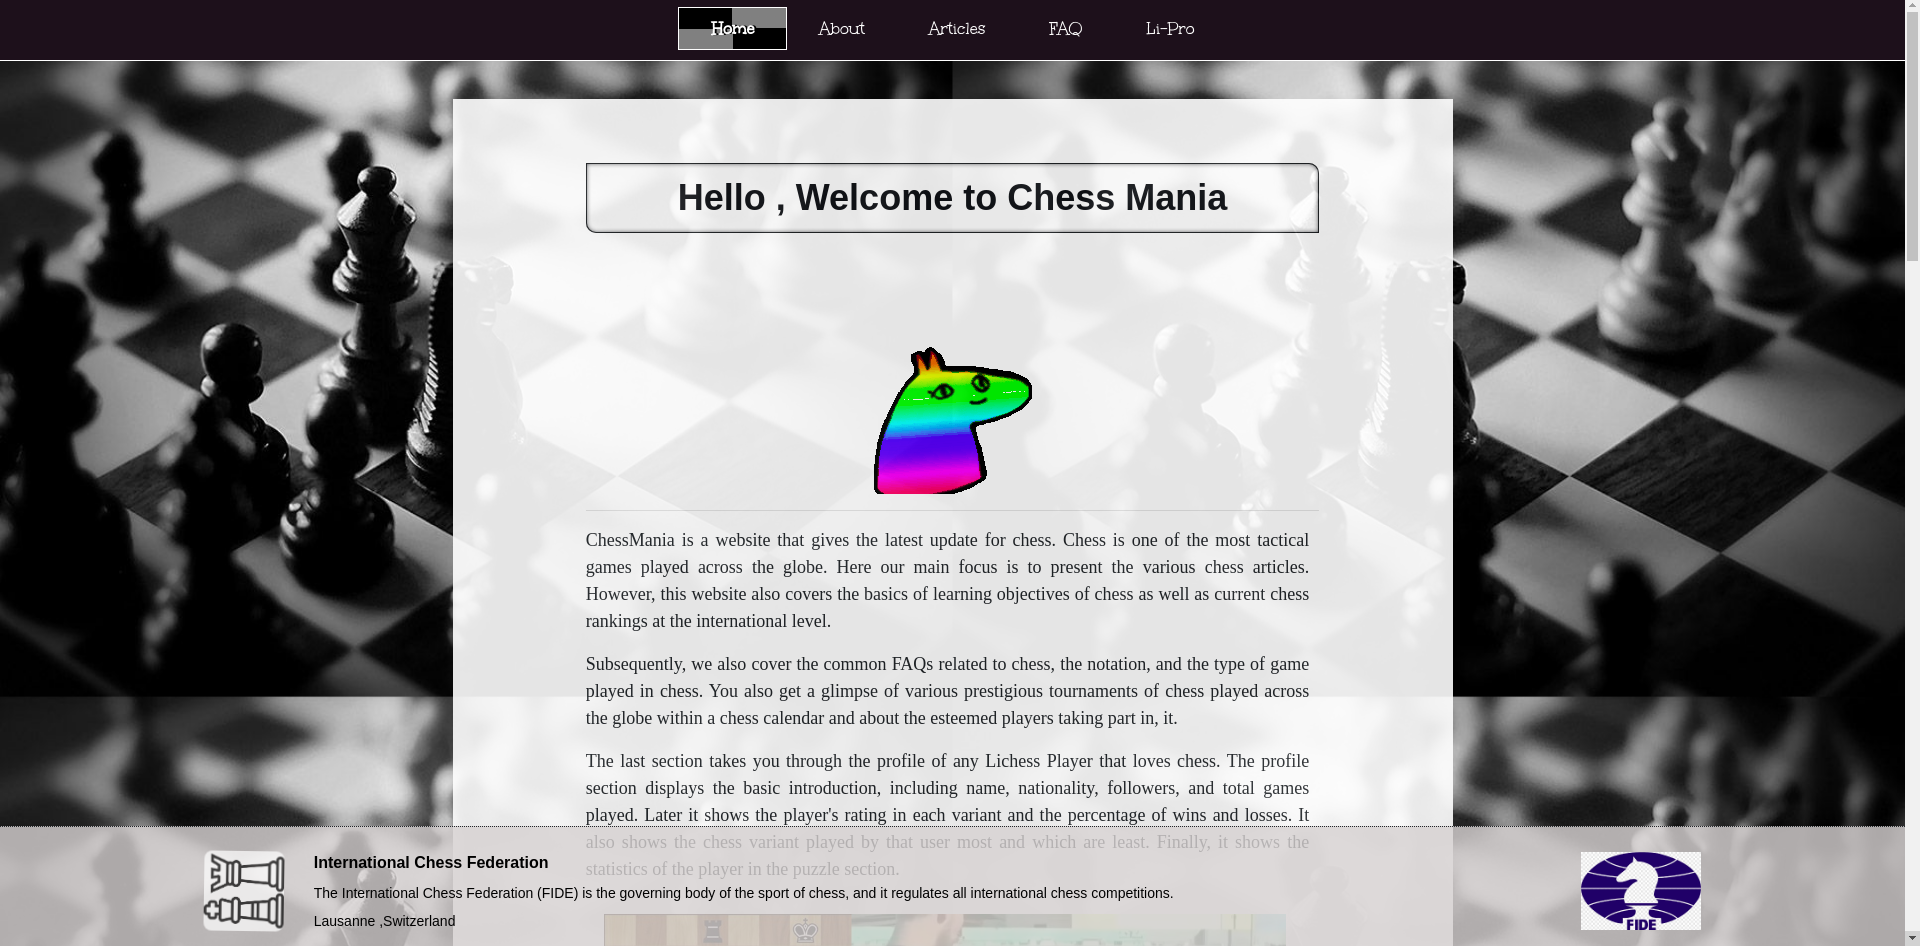 Home About Articles FAQ Li-Pro
Hello , Welcome to Chess Mania
ChessMania is a website that gives the latest update for chess. Chess is one of the most tactical
games played across the globe. Here our main focus is to present the various chess articles.
However, this website also covers the basics of learning objectives of chess as well as current chess
rankings at the international level.
Subsequently, we also cover the common FAQs related to chess, the notation, and the type of game
played in chess. You also get a glimpse of various prestigious tournaments of chess played across
the globe within a chess calendar and about the esteemed players taking part in, it.
The last section takes you through the profile of any Lichess Player that loves chess. The profile
section displays the basic introduction, including name, nationality, followers, and total games
played. Later it shows the player's rating in each variant and the percentage of wins and losses. It
also shows the chess variant played by that user most and which are least. Finally, it shows the
statistics of the player in the puzzle section.
International Chess Federation
The International Chess Federation (FIDE) is the governing body of the sport of chess, and it regulates all international chess competitions.
Lausanne ,Switzerland
FIDE